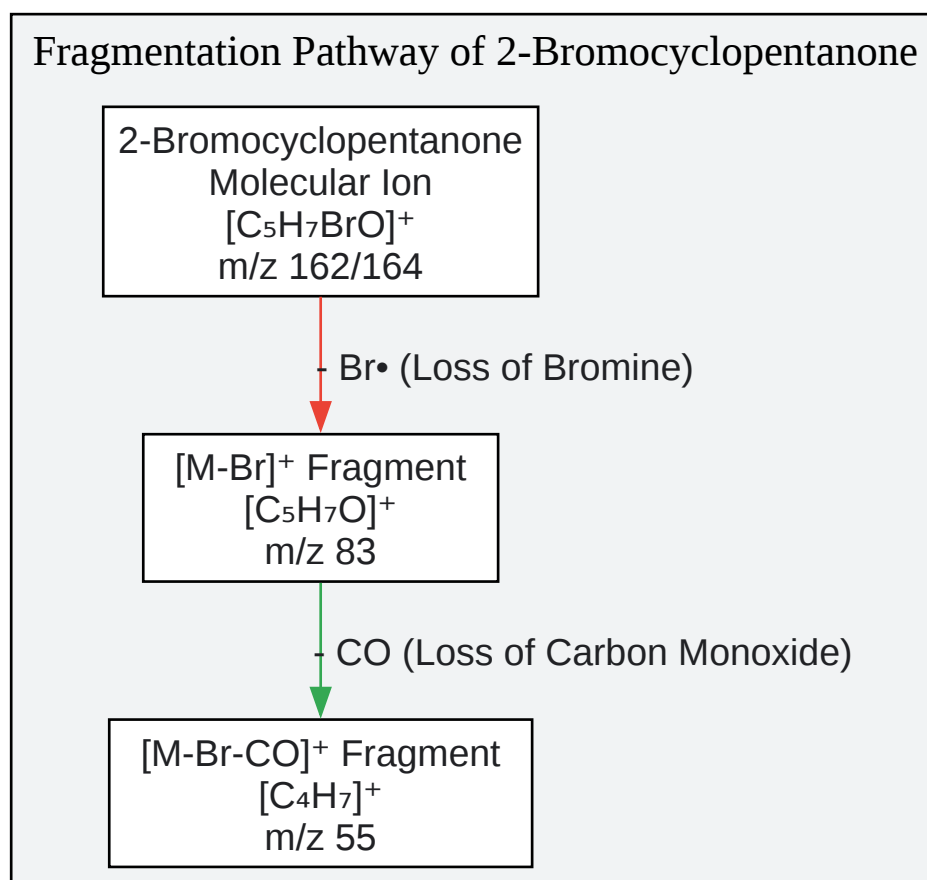 Fragmentation Pathway of 2-Bromocyclopentanone
2-Bromocyclopentanone
Molecular Ion
[C₅H₇BrO]⁺
m/z 162/164
- Br• (Loss of Bromine)
[M-Br]⁺ Fragment
[C₅H₇O]⁺
m/z 83
- CO (Loss of Carbon Monoxide)
[M-Br-CO]⁺ Fragment
[C₄H₇]⁺
m/z 55